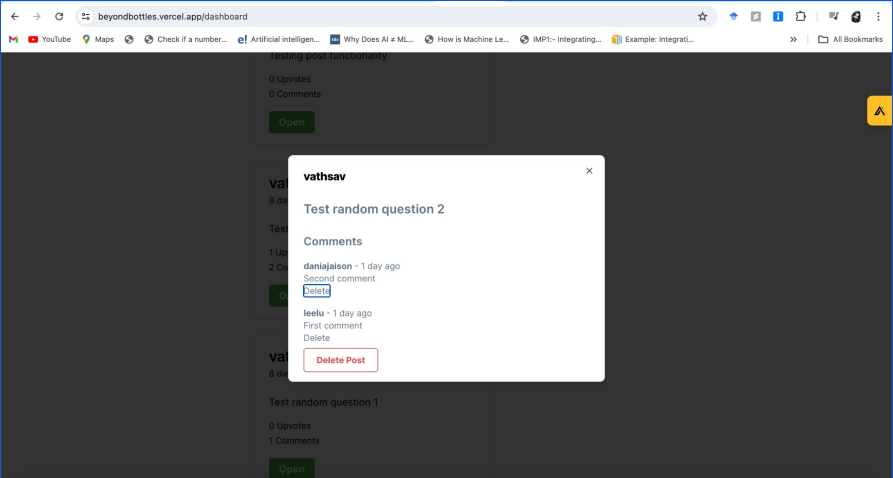 beyondbottles.vercel.app/dashboard
YouTube Maps Check if a number... Artificial intelligen... Why Does AI ≠ ML... How is Machine Le... IMP1:- Integrating... Example: Integrati... » All Bookmarks
Testing post functionality
0 Upvotes
0 Comments
Open
vat
8 da
Test
1 Up
2 Co
O
vathsav
×
Test random question 2
Comments
daniajaison - 1 day ago
Second comment
Delete
leelu - 1 day ago
First comment
Delete
Delete Post
vat
8 da
Test random question 1
0 Upvotes
1 Comments
Open